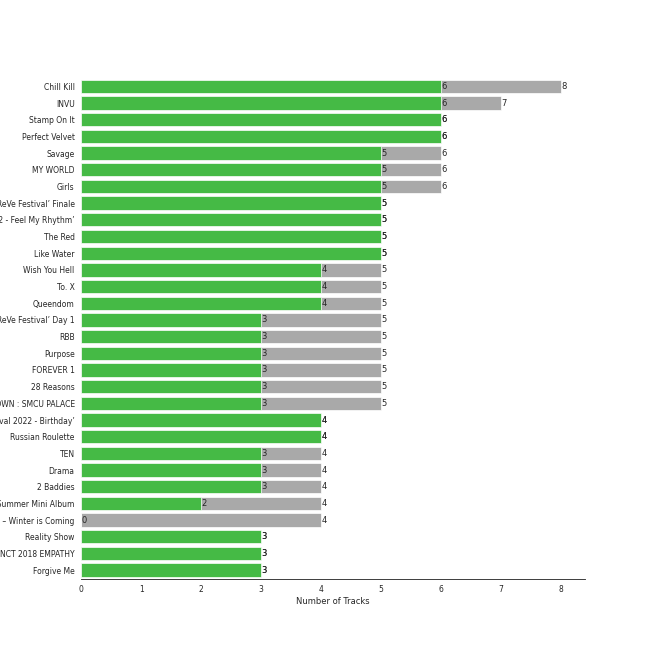 Chill Kill 6 8
INVU 6 7
Stamp On It 6
Perfect Velvet 6
Savage 5 6
MY WORLD 5 6
Girls 5 6
ReVe Festival’ Finale 5
2 - Feel My Rhythm’ 5
The Red 5
Like Water 5
Wish You Hell 4 5
To. X 4 5
Queendom 4 5
ReVe Festival’ Day 1 3 5
RBB 3 5
Purpose 3 5
FOREVER 1 3 5
28 Reasons 3 5
OWN : SMCU PALACE 3 5
val 2022 - Birthday’ 4
Russian Roulette 4
TEN 3 4
Drama 3 4
2 Baddies 3 4
Summer Mini Album 2 4
– Winter is Coming 0 4
Reality Show 3
NCT 2018 EMPATHY 3
Forgive Me 3
0 1 2 3 4 5 6 7 8
Number of Tracks